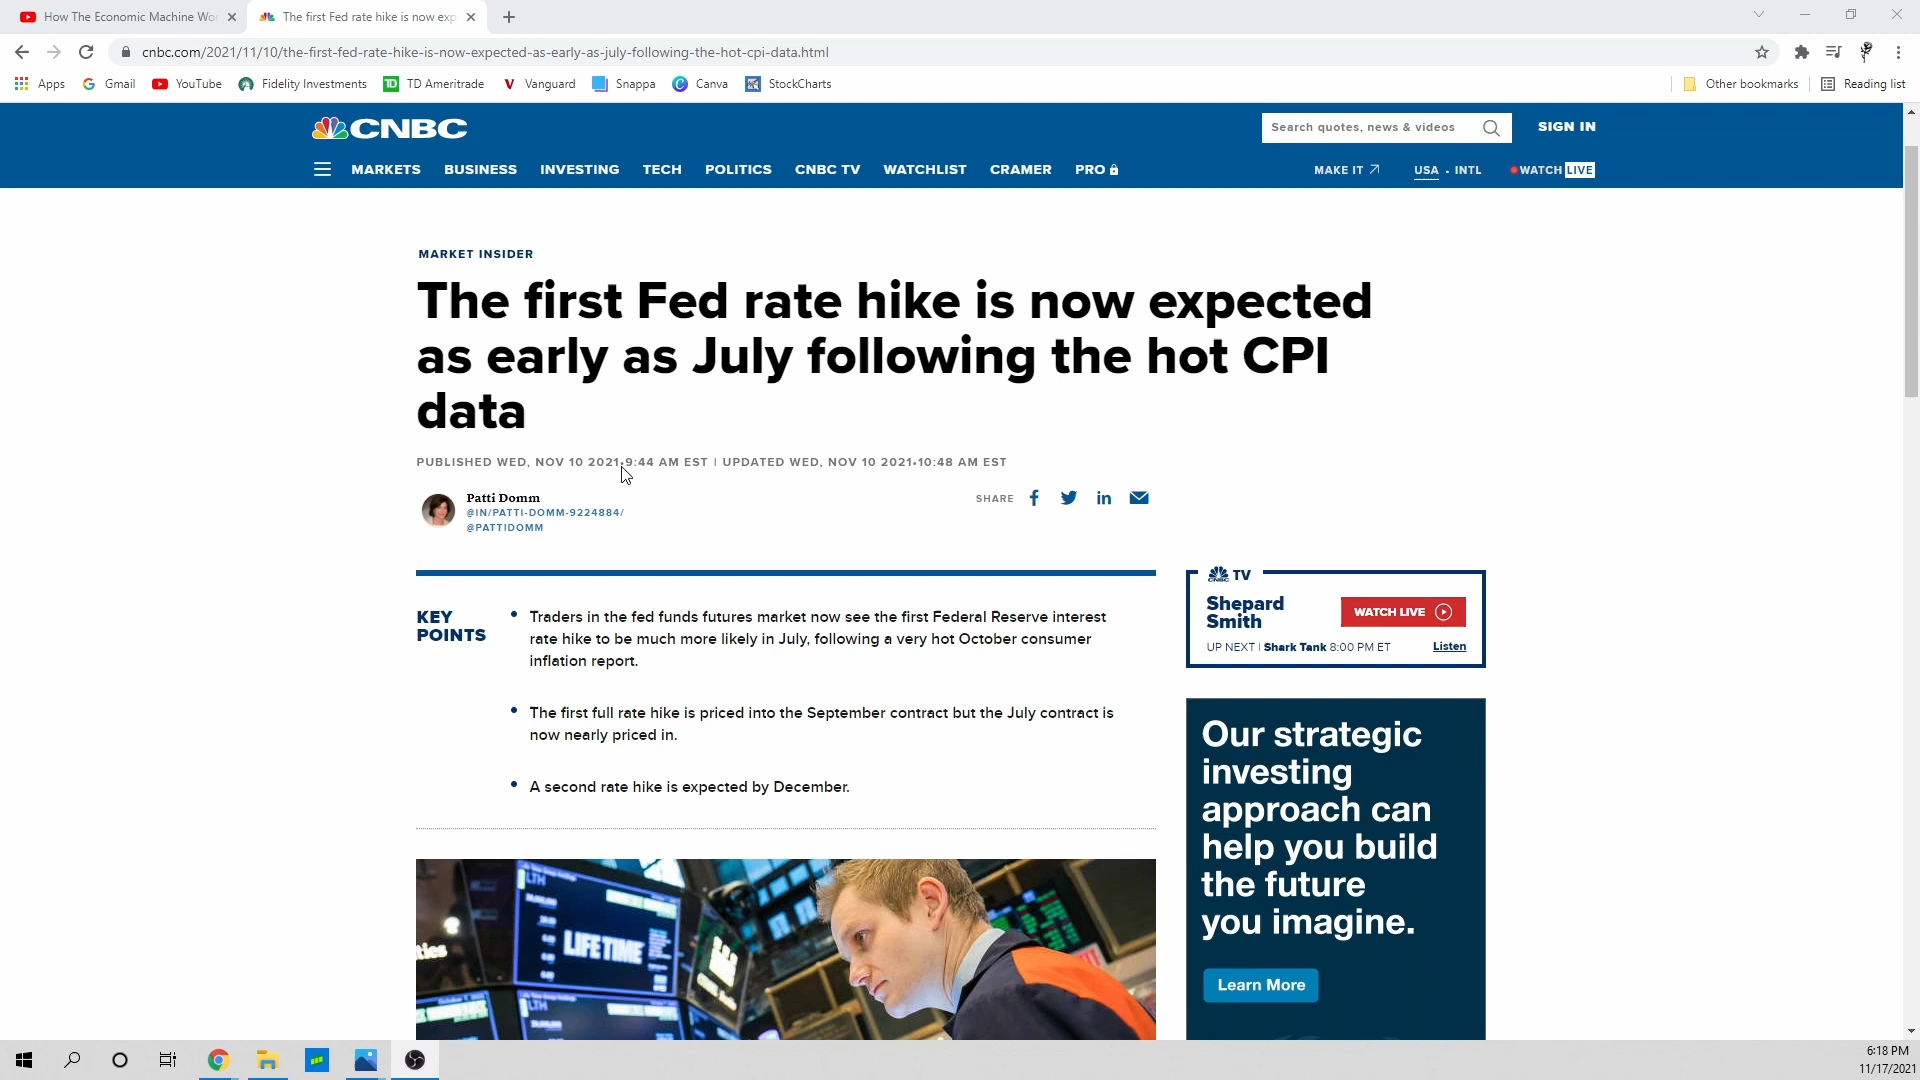 How The Economic Machine Wor
The first Fed rate hike is now exp
cnbc.com/2021/11/10/the-first-fed-rate-hike-is-now-expected-as-early-as-july-following-the-hot-cpi-data.html
Apps Gmail YouTube Fidelity Investments TD Ameritrade Vanguard Snappa Canva StockCharts Other bookmarks Reading list
CNBC
Search quotes, news & videos
SIGN IN
MARKETS BUSINESS INVESTING TECH POLITICS CNBC TV WATCHLIST CRAMER PRO MAKE IT USA · INTL WATCH LIVE
MARKET INSIDER
The first Fed rate hike is now expected
as early as July following the hot CPI
data
PUBLISHED WED, NOV 10 2021•9:44 AM EST | UPDATED WED, NOV 10 2021•10:48 AM EST
Patti Domm
@IN/PATTI-DOMM-9224884/
@PATTIDOMM
SHARE
KEY
POINTS
Traders in the fed funds futures market now see the first Federal Reserve interest
rate hike to be much more likely in July, following a very hot October consumer
inflation report.
The first full rate hike is priced into the September contract but the July contract is
now nearly priced in.
A second rate hike is expected by December.
CNBC TV
Shepard
Smith
WATCH LIVE
UP NEXT | Shark Tank 8:00 PM ET
Listen
Our strategic
investing
approach can
help you build
the future
you imagine.
Learn More
LTH
LIFE TIME
LTH
6:18 PM
11/17/2021